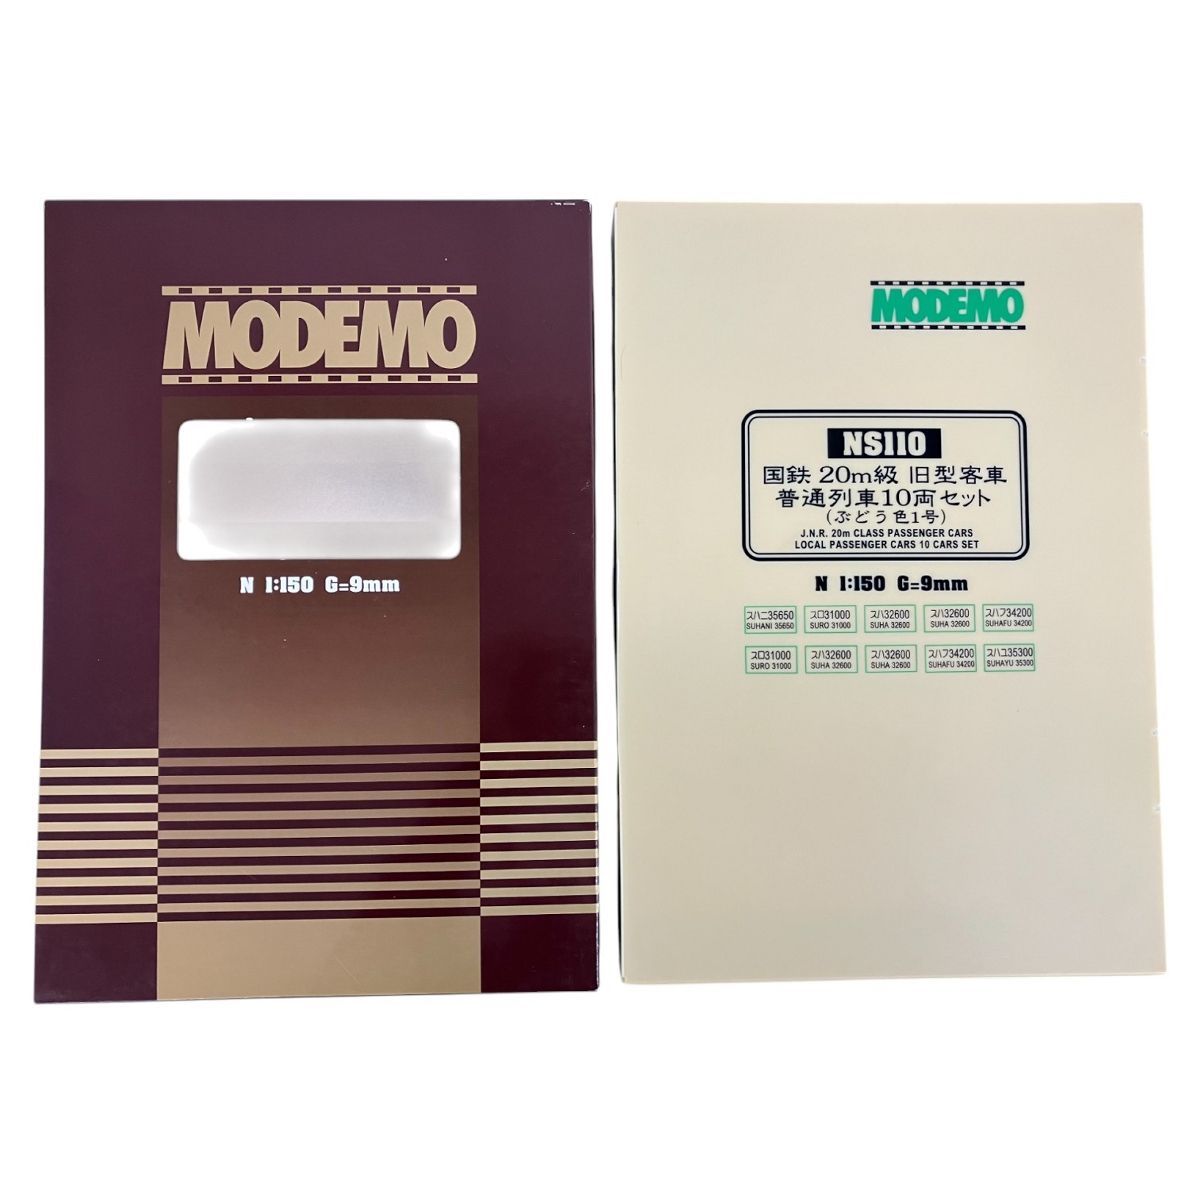 MODEMO
N 1:150 G=9mm
MODEMO
NS110
国鉄 20m級 旧型客車
普通列車10両セット
(ぶどう色1号)
J.N.R. 20m CLASS PASSENGER CARS
LOCAL PASSENGER CARS 10 CARS SET
N 1:150 G=9mm
スハニ35650 スロ31000 スハ32600 スハ32600 スハフ34200
SUHANI 35650 SURO 31000 SUHA 32600 SUHA 32600 SUHAFU 34200
スロ31000 スハ32600 スハ32600 スハフ34200 スハユ35300
SURO 31000 SUHA 32600 SUHA 32600 SUHAFU 34200 SUHAYU 35300